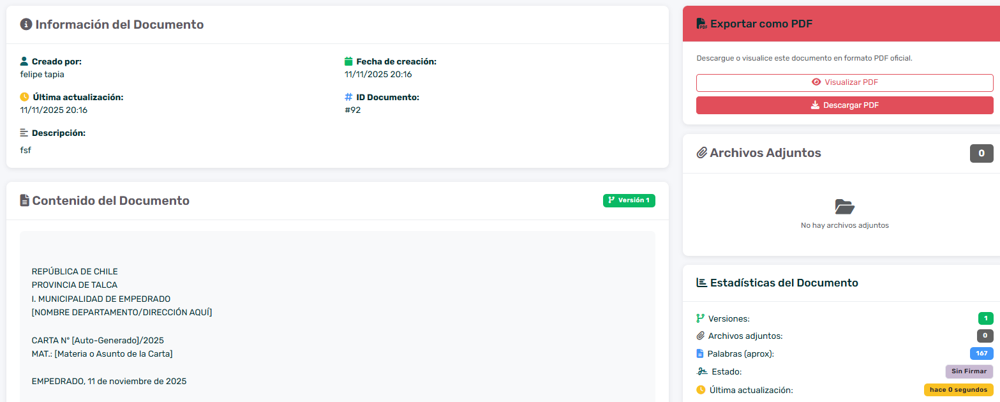 Información del Documento
Creado por:
felipe tapia
Fecha de creación:
11/11/2025 20:16
Última actualización:
11/11/2025 20:16
# ID Documento:
#92
Descripción:
fsf
Contenido del Documento
Versión 1
REPÚBLICA DE CHILE
PROVINCIA DE TALCA
I. MUNICIPALIDAD DE EMPEDRADO
[NOMBRE DEPARTAMENTO/DIRECCIÓN AQUÍ]
CARTA Nº [Auto-Generado]/2025
MAT.: [Materia o Asunto de la Carta]
EMPEDRADO, 11 de noviembre de 2025
Exportar como PDF
Descargue o visualice este documento en formato PDF oficial.
Visualizar PDF
Descargar PDF
Archivos Adjuntos
0
No hay archivos adjuntos
Estadísticas del Documento
Versiones: 1
Archivos adjuntos: 0
Palabras (aprox): 167
Estado: Sin Firmar
Última actualización: hace 0 segundos